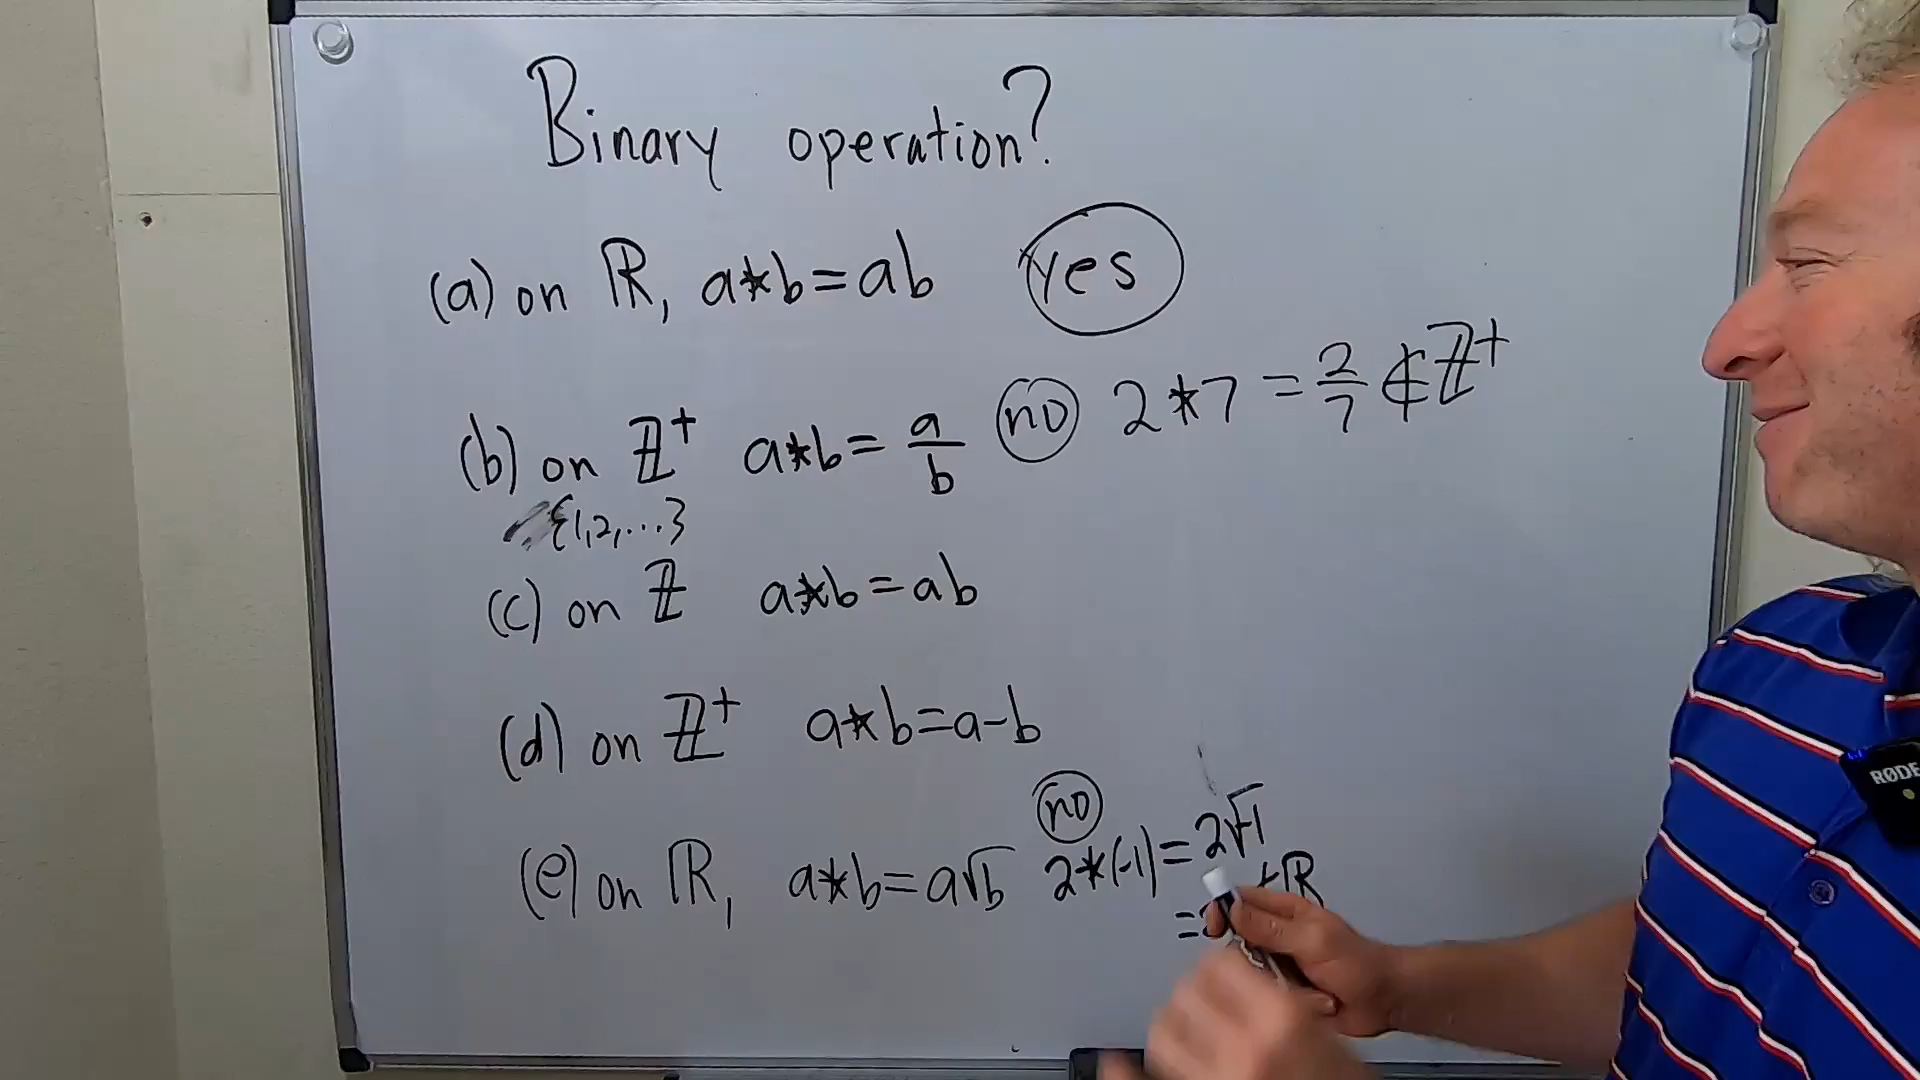 Binary operation?
(a) on ℝ, a*b=ab yes
(b) on ℤ⁺ a*b=a/b no 2*7=2/7∉ℤ⁺
{1,2,...}
(c) on ℤ a*b=ab
(d) on ℤ⁺ a*b=a-b
(e) on ℝ, a*b=a√b no 2*(-1)=2√-1
ℝ
RØDE